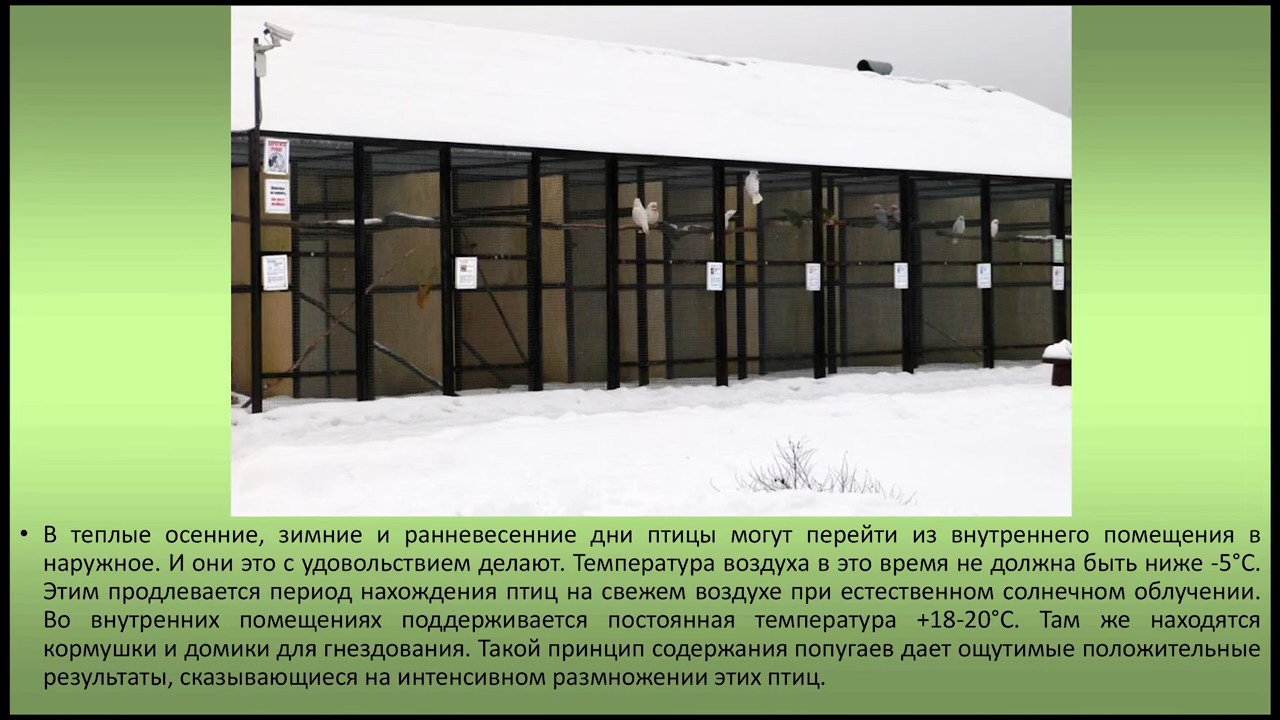 • В теплые осенние, зимние и ранневесенние дни птицы могут перейти из внутреннего помещения в
наружное. И они это с удовольствием делают. Температура воздуха в это время не должна быть ниже -5°С.
Этим продлевается период нахождения птиц на свежем воздухе при естественном солнечном облучении.
Во внутренних помещениях поддерживается постоянная температура +18-20°С. Там же находятся
кормушки и домики для гнездования. Такой принцип содержания попугаев дает ощутимые положительные
результаты, сказывающиеся на интенсивном размножении этих птиц.